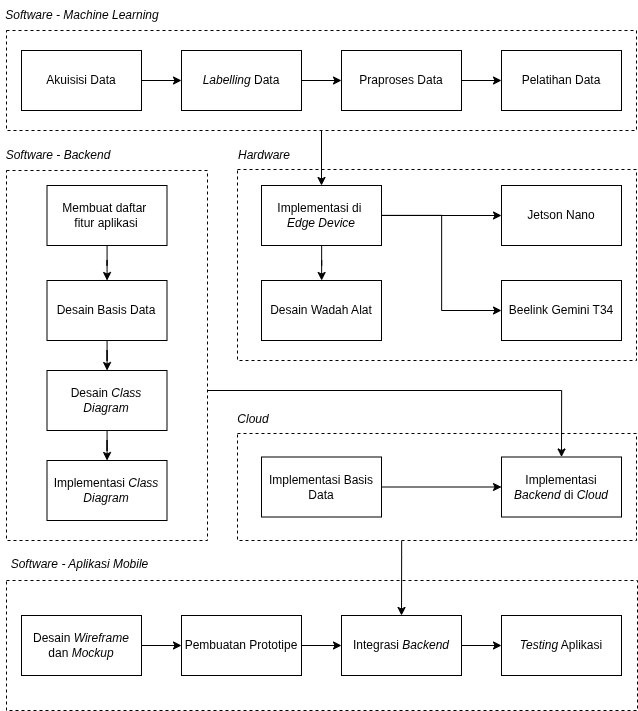 Software - Machine Learning
Akuisisi Data
Labelling Data
Praproses Data
Pelatihan Data
Software - Backend
Membuat daftar
fitur aplikasi
Desain Basis Data
Desain Class
Diagram
Implementasi Class
Diagram
Hardware
Implementasi di
Edge Device
Jetson Nano
Desain Wadah Alat
Beelink Gemini T34
Cloud
Implementasi Basis
Data
Implementasi
Backend di Cloud
Software - Aplikasi Mobile
Desain Wireframe
dan Mockup
Pembuatan Prototipe
Integrasi Backend
Testing Aplikasi